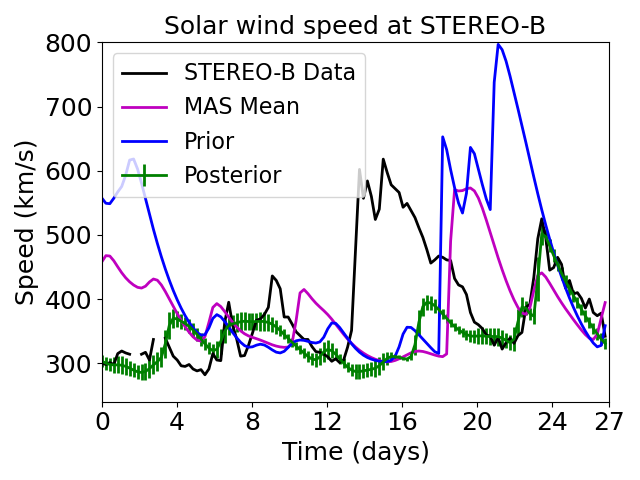 Solar wind speed at STEREO-B
800
700
600
500
400
300
Speed (km/s)
STEREO-B Data
MAS Mean
Prior
Posterior
0 4 8 12 16 20 24 27
Time (days)